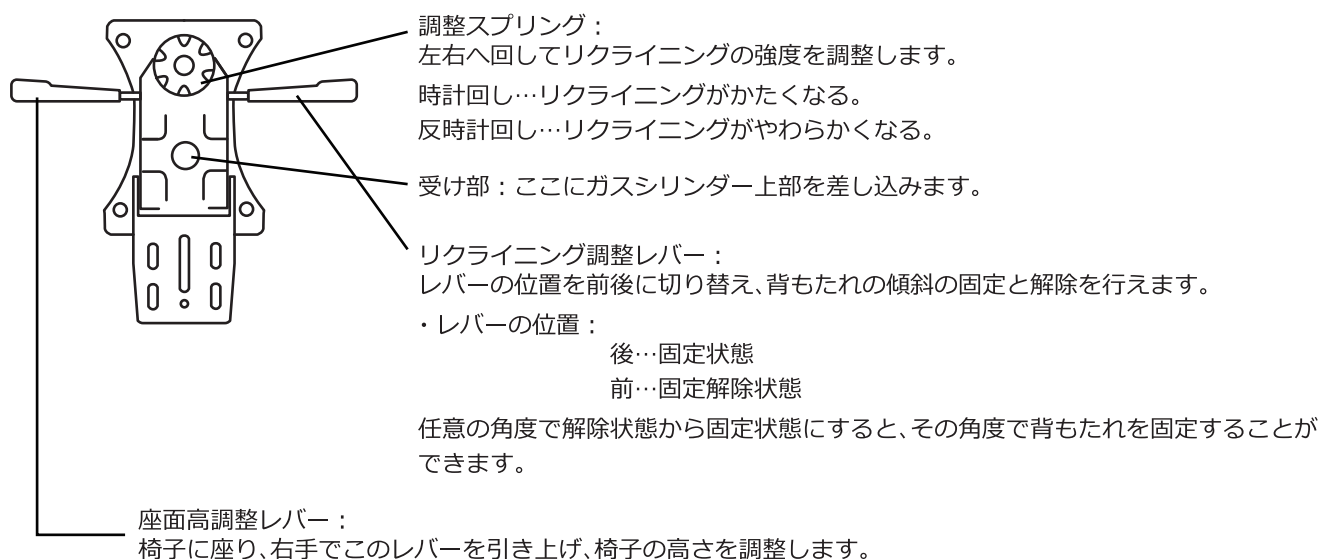 調整スプリング：
左右へ回してリクライニングの強度を調整します。
時計回し…リクライニングがかたくなる。
反時計回し…リクライニングがやわらかくなる。
受け部：ここにガスシリンダー上部を差し込みます。
リクライニング調整レバー：
レバーの位置を前後に切り替え、背もたれの傾斜の固定と解除を行えます。
・レバーの位置：
後…固定状態
前…固定解除状態
任意の角度で解除状態から固定状態にすると、その角度で背もたれを固定することが
できます。
座面高調整レバー：
椅子に座り、右手でこのレバーを引き上げ、椅子の高さを調整します。